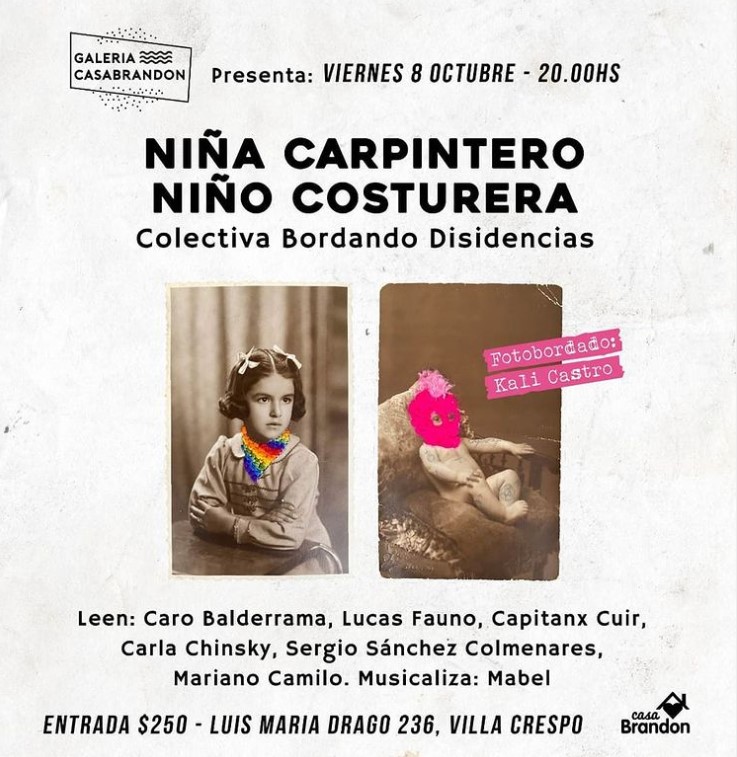 GALERIA
CASABRANDON
Presenta: VIERNES 8 OCTUBRE - 20.00HS
NIÑA CARPINTERO
NIÑO COSTURERA
Colectiva Bordando Disidencias
Fotobordado:
Kali Castro
Leen: Caro Balderrama, Lucas Fauno, Capitanx Cuir,
Carla Chinsky, Sergio Sánchez Colmenares,
Mariano Camilo. Musicaliza: Mabel
ENTRADA $250 - LUIS MARIA DRAGO 236, VILLA CRESPO
casa
Brandon